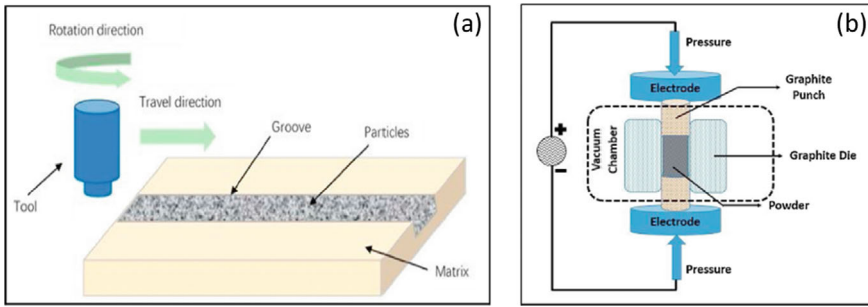 (a)
Rotation direction
Travel direction
Groove
Particles
Tool
Matrix
(b)
Pressure
Electrode
Graphite
Punch
+
Vacuum
Chamber
Graphite Die
−
Powder
Electrode
Pressure